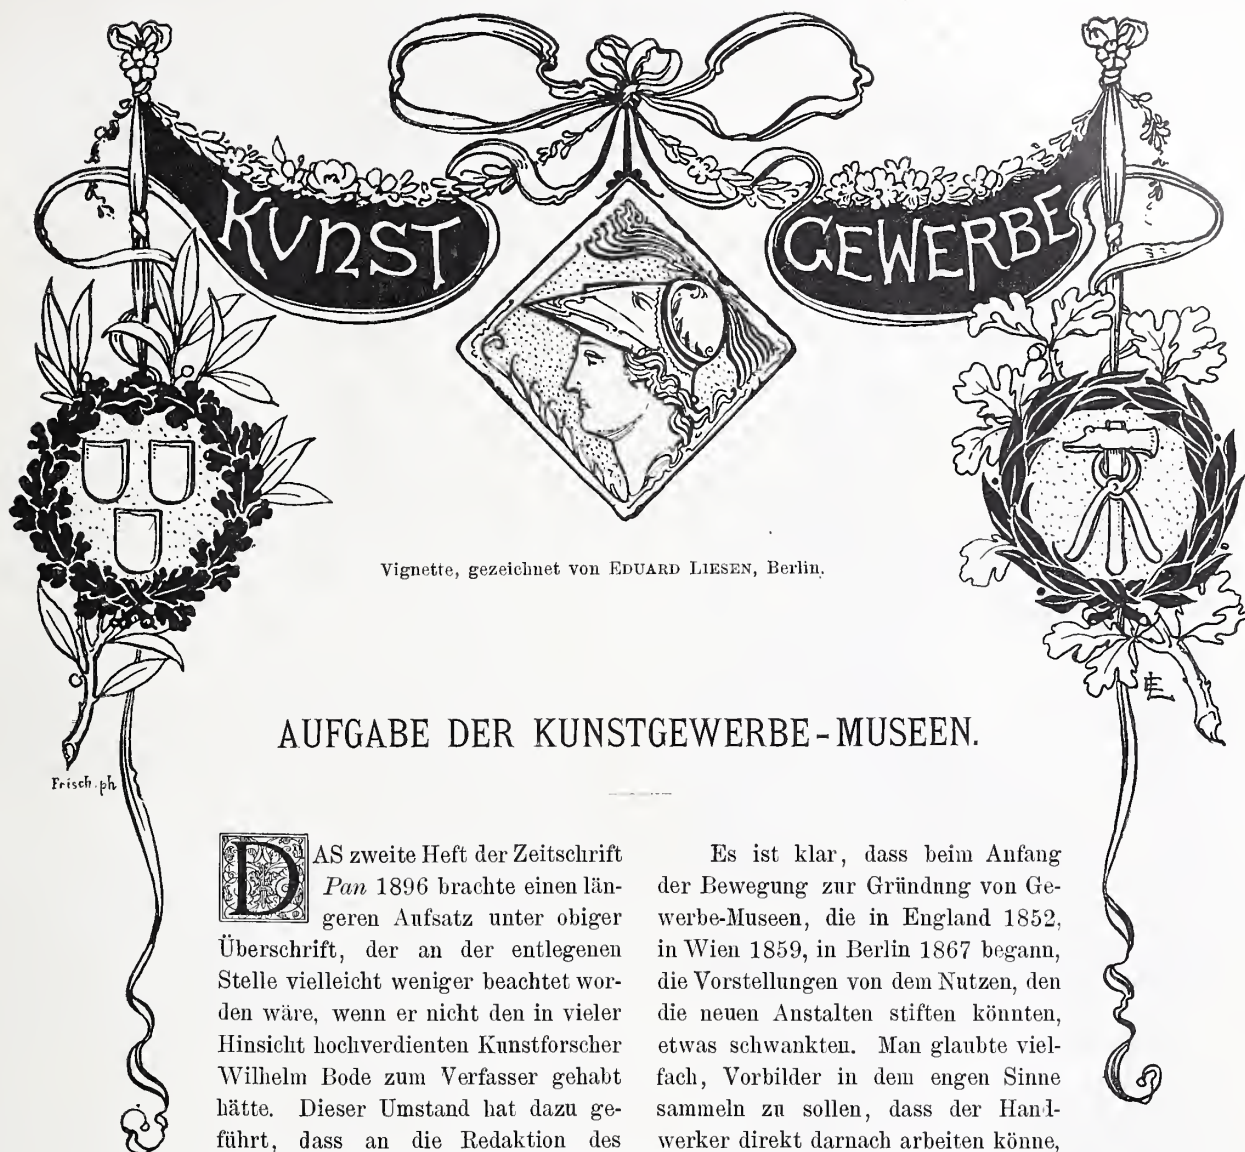 KUNST GEWERBE
Vignette, gezeichnet von EDUARD LIESEN, Berlin.
AUFGABE DER KUNSTGEWERBE-MUSEEN.
Frisch. ph
EL
DAS zweite Heft der Zeitschrift
Pan 1896 brachte einen län-
geren Aufsatz unter obiger
Überschrift, der an der entlegenen
Stelle vielleicht weniger beachtet wor-
den wäre, wenn er nicht den in vieler
Hinsicht hochverdienten Kunstforscher
Wilhelm Bode zum Verfasser gehabt
hätte. Dieser Umstand hat dazu ge-
führt, dass an die Redaktion des
Es ist klar, dass beim Anfang
der Bewegung zur Gründung von Ge-
werbe-Museen, die in England 1852,
in Wien 1859, in Berlin 1867 begann,
die Vorstellungen von dem Nutzen, den
die neuen Anstalten stiften könnten,
etwas schwankten. Man glaubte viel-
fach, Vorbilder in dem engen Sinne
sammeln zu sollen, dass der Hand-
werker direkt darnach arbeiten könne,